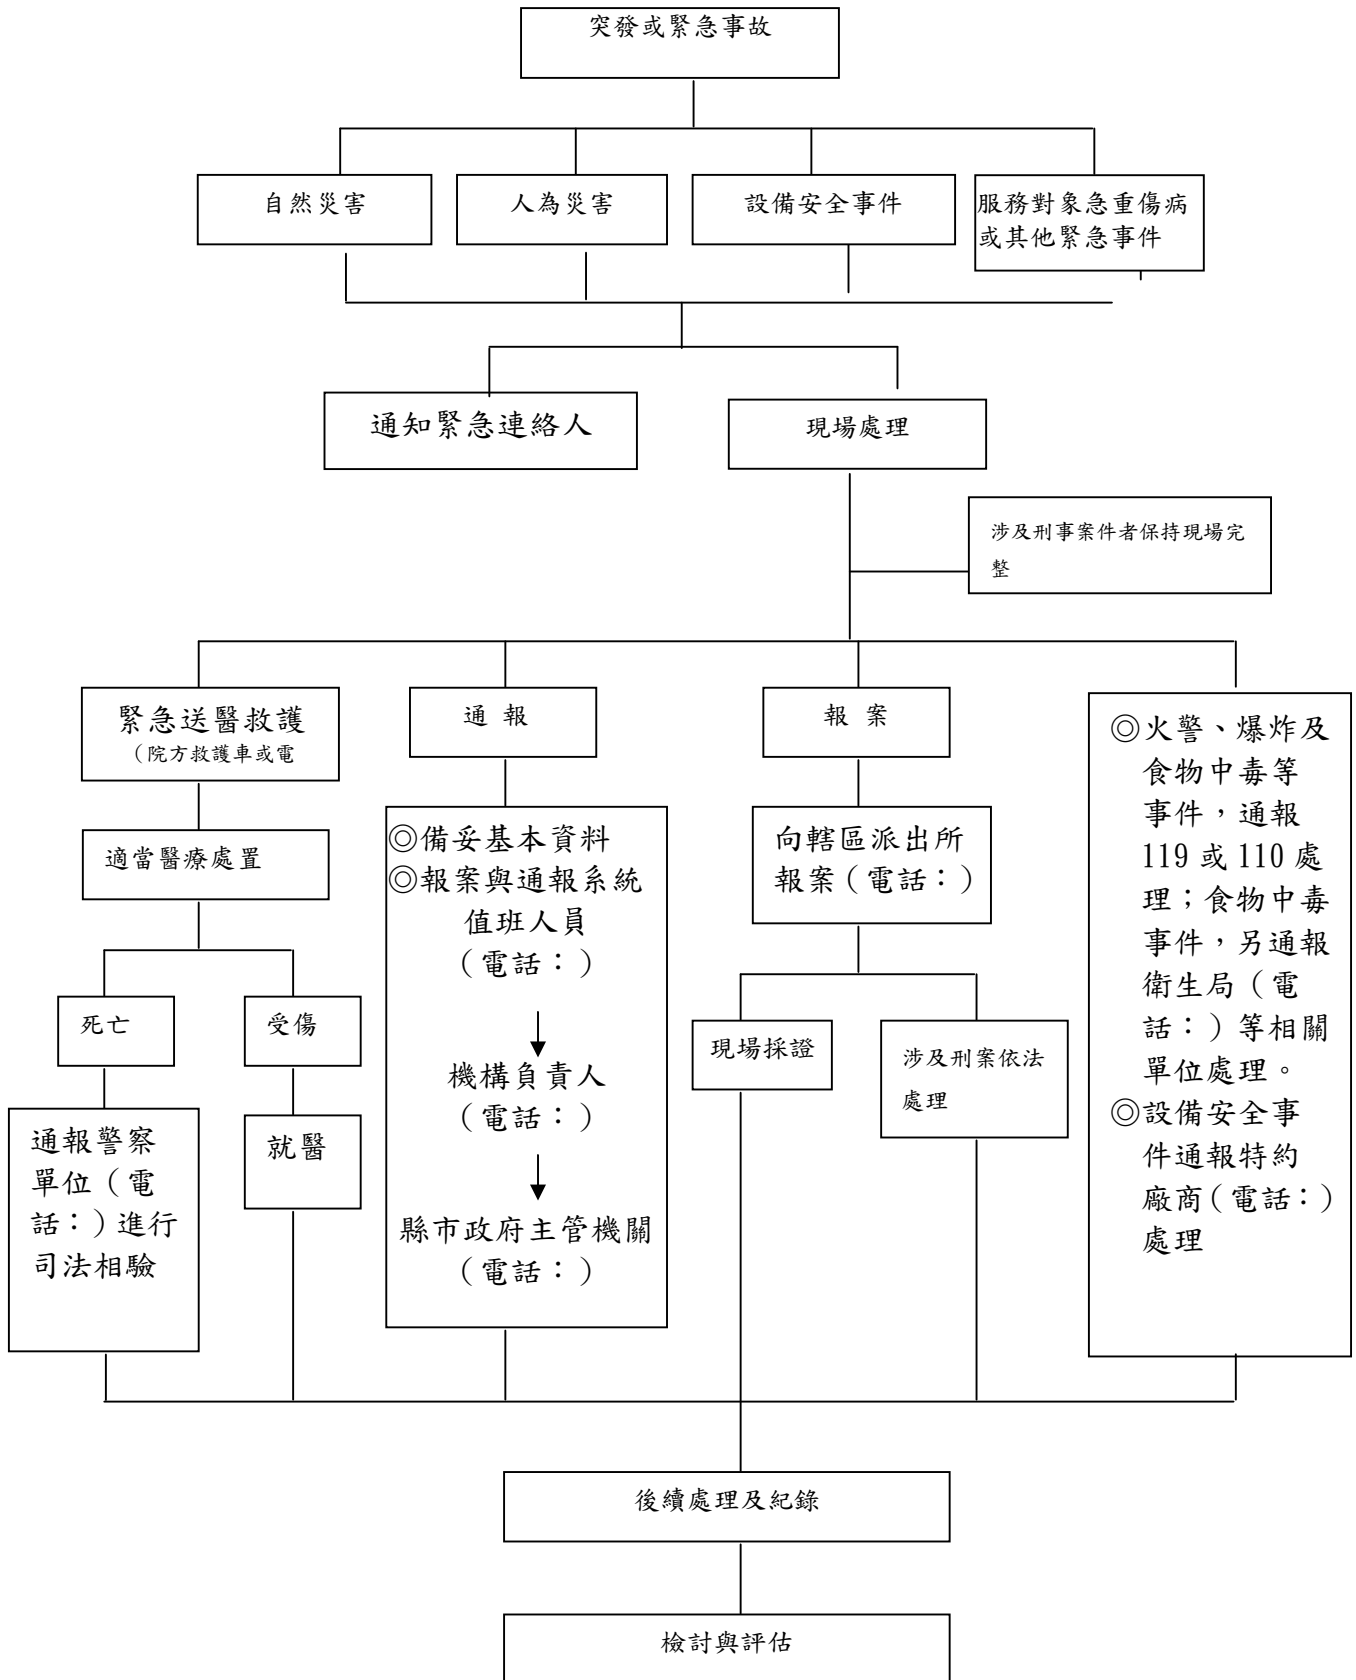 突發或緊急事故
自然災害
人為災害
設備安全事件
服務對象急重傷病
或其他緊急事件
通知緊急連絡人
現場處理
涉及刑事案件者保持現場完
整
緊急送醫救護
（院方救護車或電
適當醫療處置
死亡
受傷
通報警察
單位（電
話：）進行
司法相驗
就醫
通 報
◎備妥基本資料
◎報案與通報系統
值班人員
（電話：）
機構負責人
（電話：）
縣市政府主管機關
（電話：）
報 案
向轄區派出所
報案（電話：）
現場採證
涉及刑案依法
處理
◎火警、爆炸及
食物中毒等
事件，通報
119 或 110 處
理；食物中毒
事件，另通報
衛生局（電
話：）等相關
單位處理。
◎設備安全事
件通報特約
廠商（電話：）
處理
後續處理及紀錄
檢討與評估